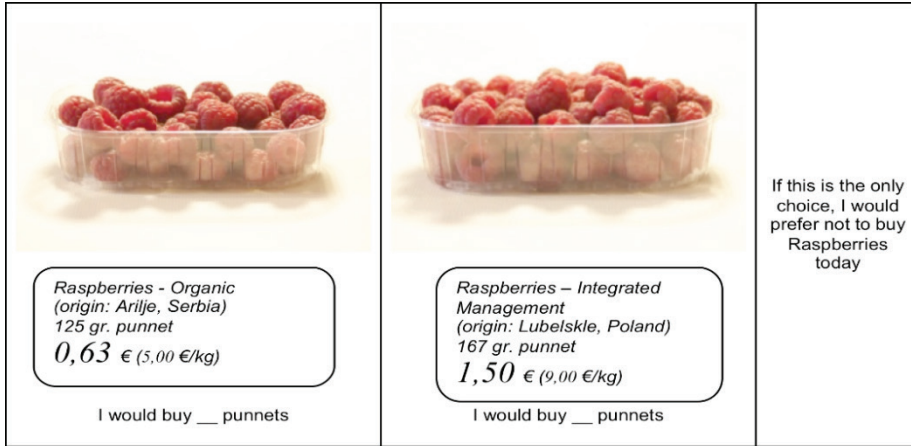 Raspberries - Organic
(origin: Arilje, Serbia)
125 gr. punnet
0,63 € (5,00 €/kg)
I would buy __ punnets
Raspberries – Integrated
Management
(origin: Lubelskle, Poland)
167 gr. punnet
1,50 € (9,00 €/kg)
I would buy __ punnets
If this is the only
choice, I would
prefer not to buy
Raspberries
today